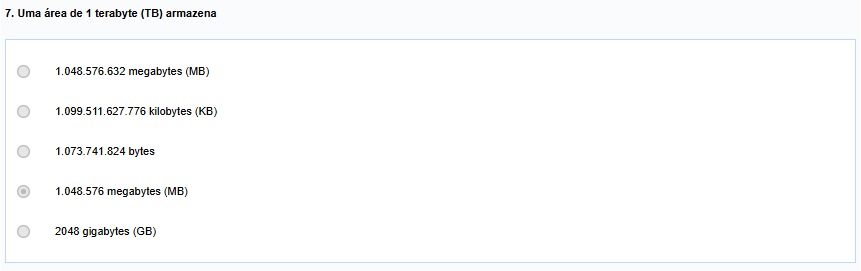 7. Uma área de 1 terabyte (TB) armazena
1.048.576.632 megabytes (MB)
1.099.511.627.776 kilobytes (KB)
1.073.741.824 bytes
1.048.576 megabytes (MB)
2048 gigabytes (GB)